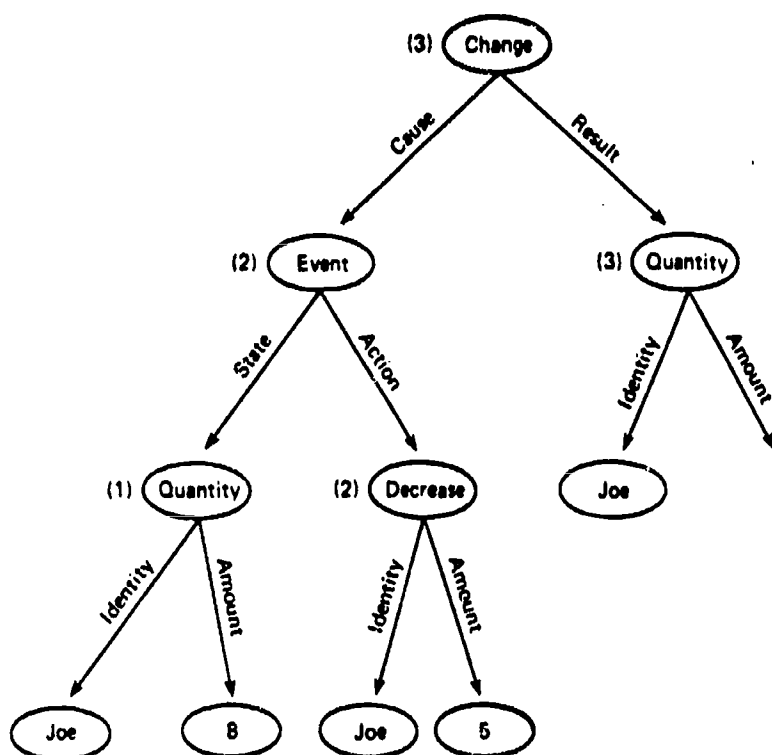 (3) Change
Cause
Result
(2) Event
(3) Quantity
State
Action
Identity
Amount
(1) Quantity
(2) Decrease
Joe
Identity
Amount
Identity
Amount
Joe
8
Joe
5